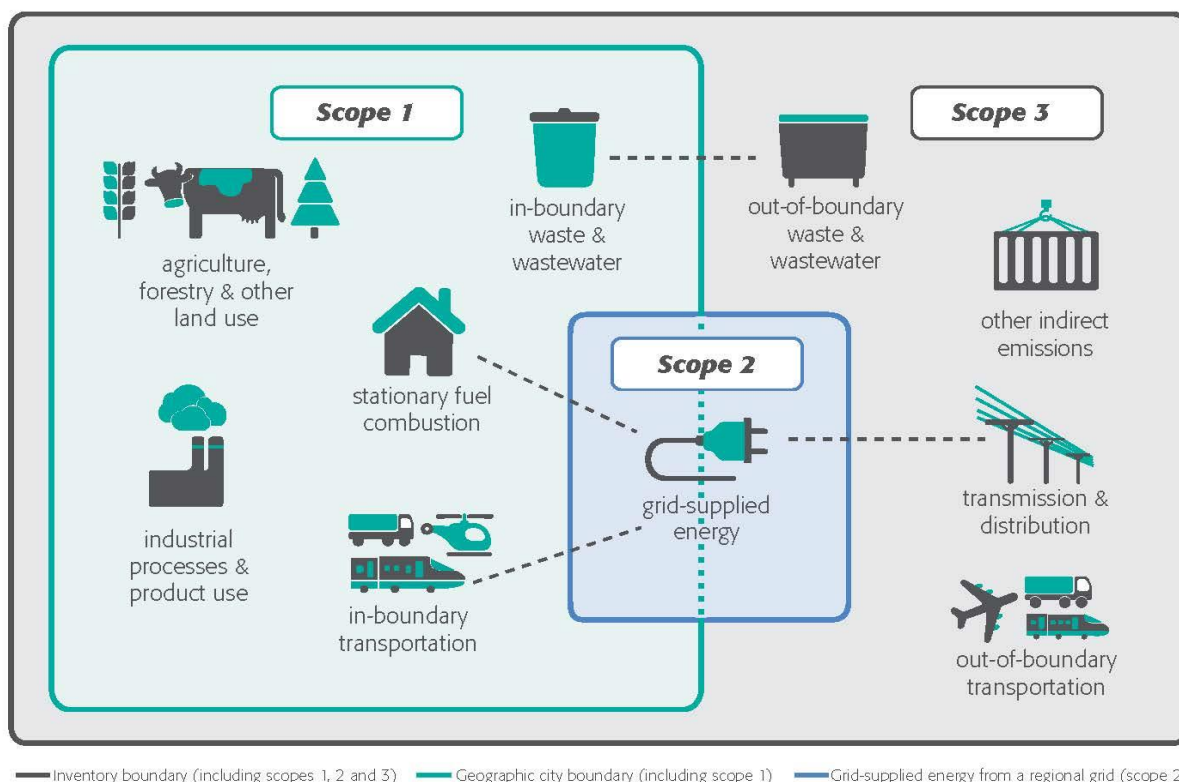 Scope 1
Scope 3
in-boundary
waste &
wastewater
out-of-boundary
waste &
wastewater
agriculture,
forestry & other
land use
other indirect
emissions
Scope 2
stationary fuel
combustion
grid-supplied
energy
transmission &
distribution
industrial
processes &
product use
in-boundary
transportation
out-of-boundary
transportation
Inventory boundary (including scopes 1, 2 and 3) Geographic city boundary (including scope 1) Grid-supplied energy from a regional grid (scope 2